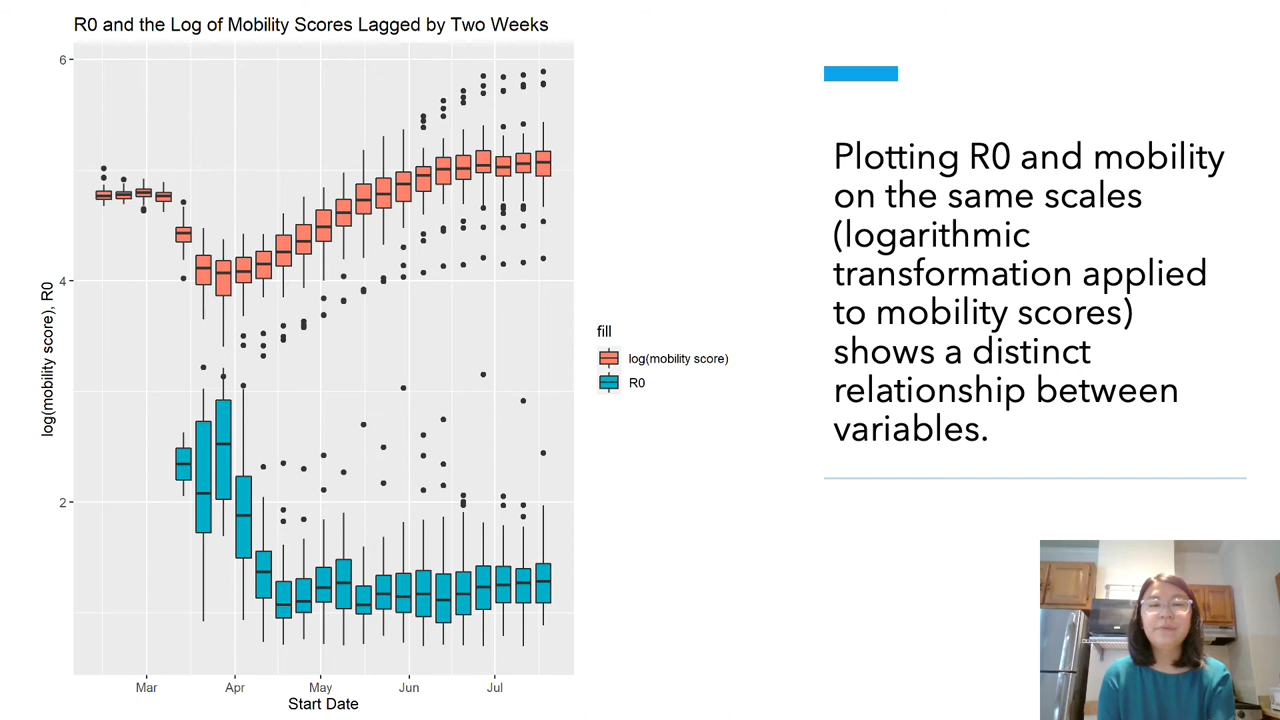 R0 and the Log of Mobility Scores Lagged by Two Weeks
6
4
2
log(mobility score), R0
Mar Apr May Jun Jul
Start Date
fill
log(mobility score)
R0
Plotting R0 and mobility
on the same scales
(logarithmic
transformation applied
to mobility scores)
shows a distinct
relationship between
variables.